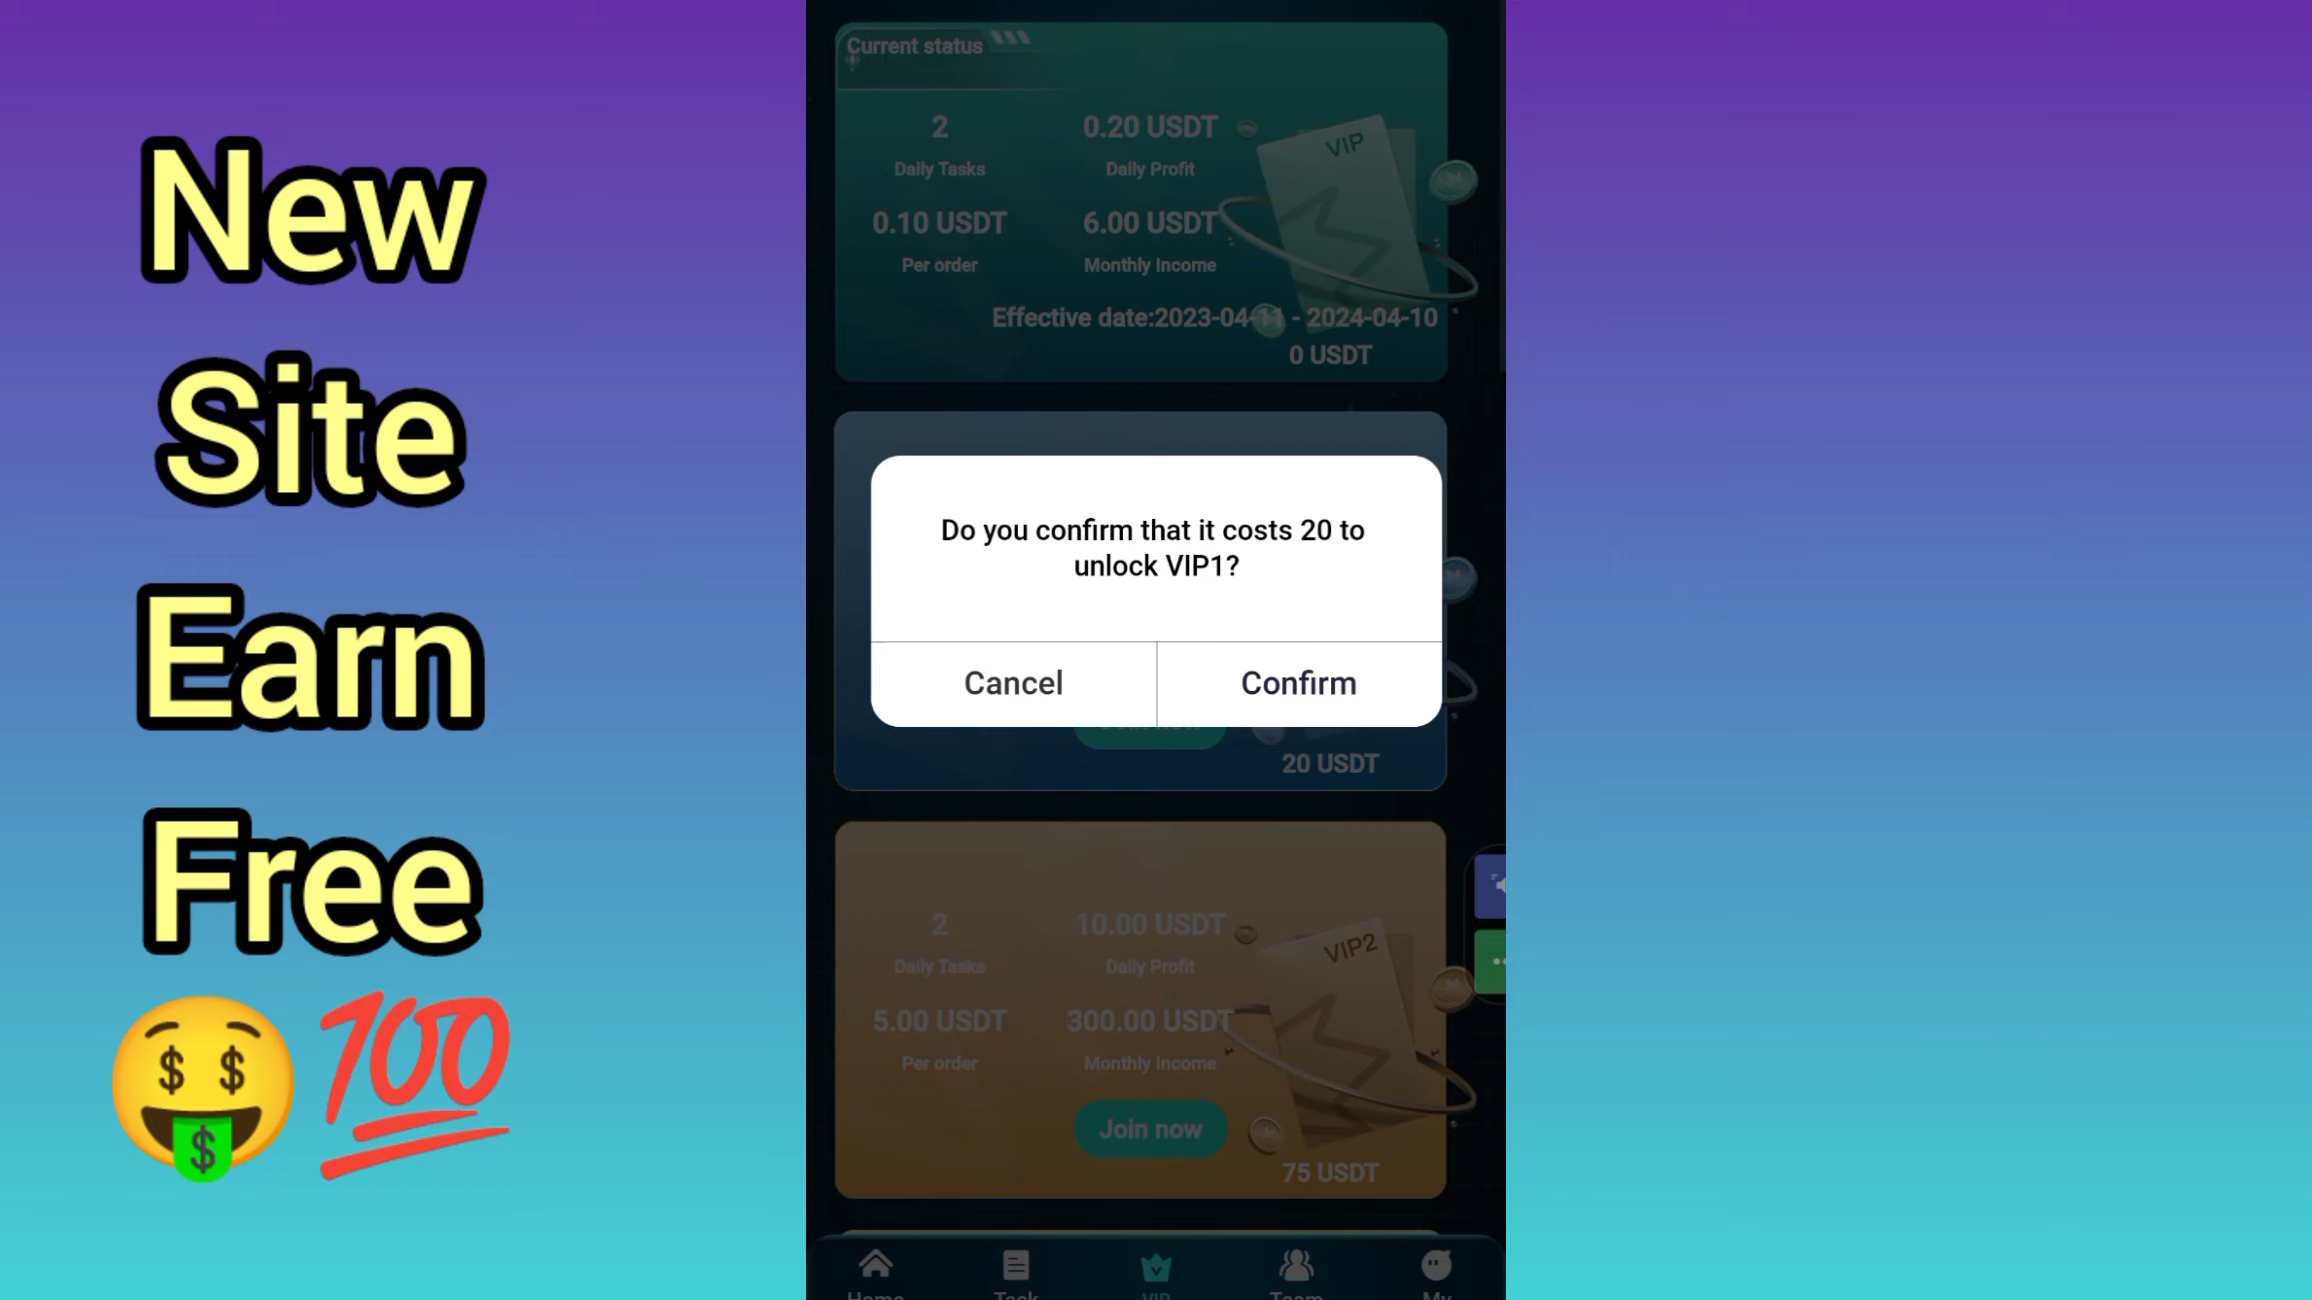 New
Site
Earn
Free
Current status
2
0.20 USDT
Daily Tasks
Daily Profit
0.10 USDT
6.00 USDT
Per order
Monthly Income
Effective date:2023-04-11 - 2024-04-10
0 USDT
VIP
Do you confirm that it costs 20 to
unlock VIP1?
Cancel
Confirm
20 USDT
2
10.00 USDT
Daily Tasks
Daily Profit
5.00 USDT
300.00 USDT
Per order
Monthly Income
VIP2
Join now
75 USDT
Home
Task
VIP
Team
My